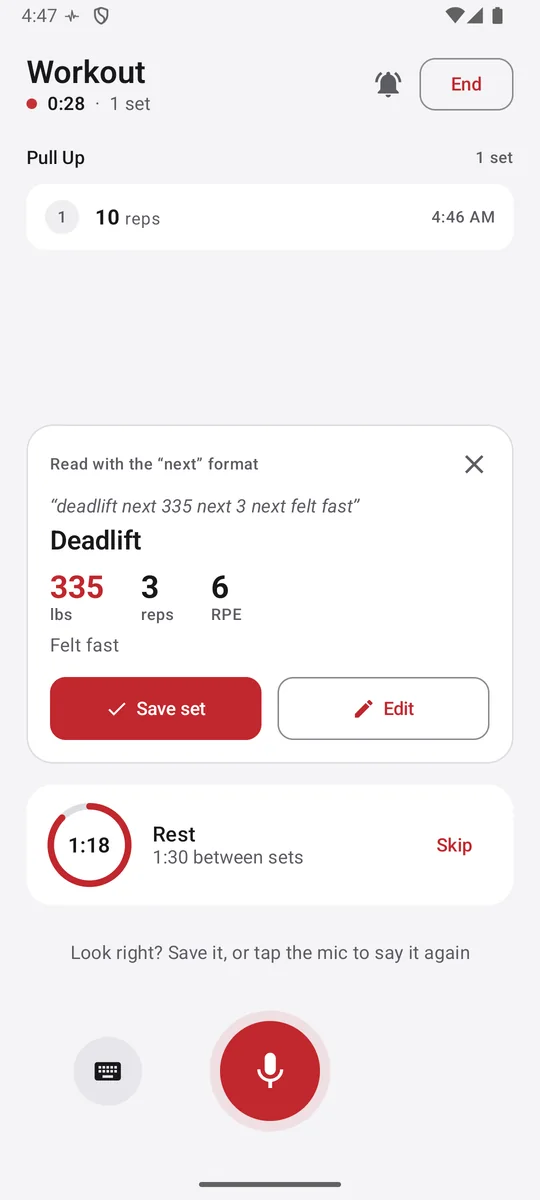 4:47
Workout
0:28 · 1 set
End
Pull Up
1 set
1
10 reps
4:46 AM
Read with the “next” format
“deadlift next 335 next 3 next felt fast”
Deadlift
335 3 6
lbs reps RPE
Felt fast
Save set
Edit
1:18
Rest
1:30 between sets
Skip
Look right? Save it, or tap the mic to say it again